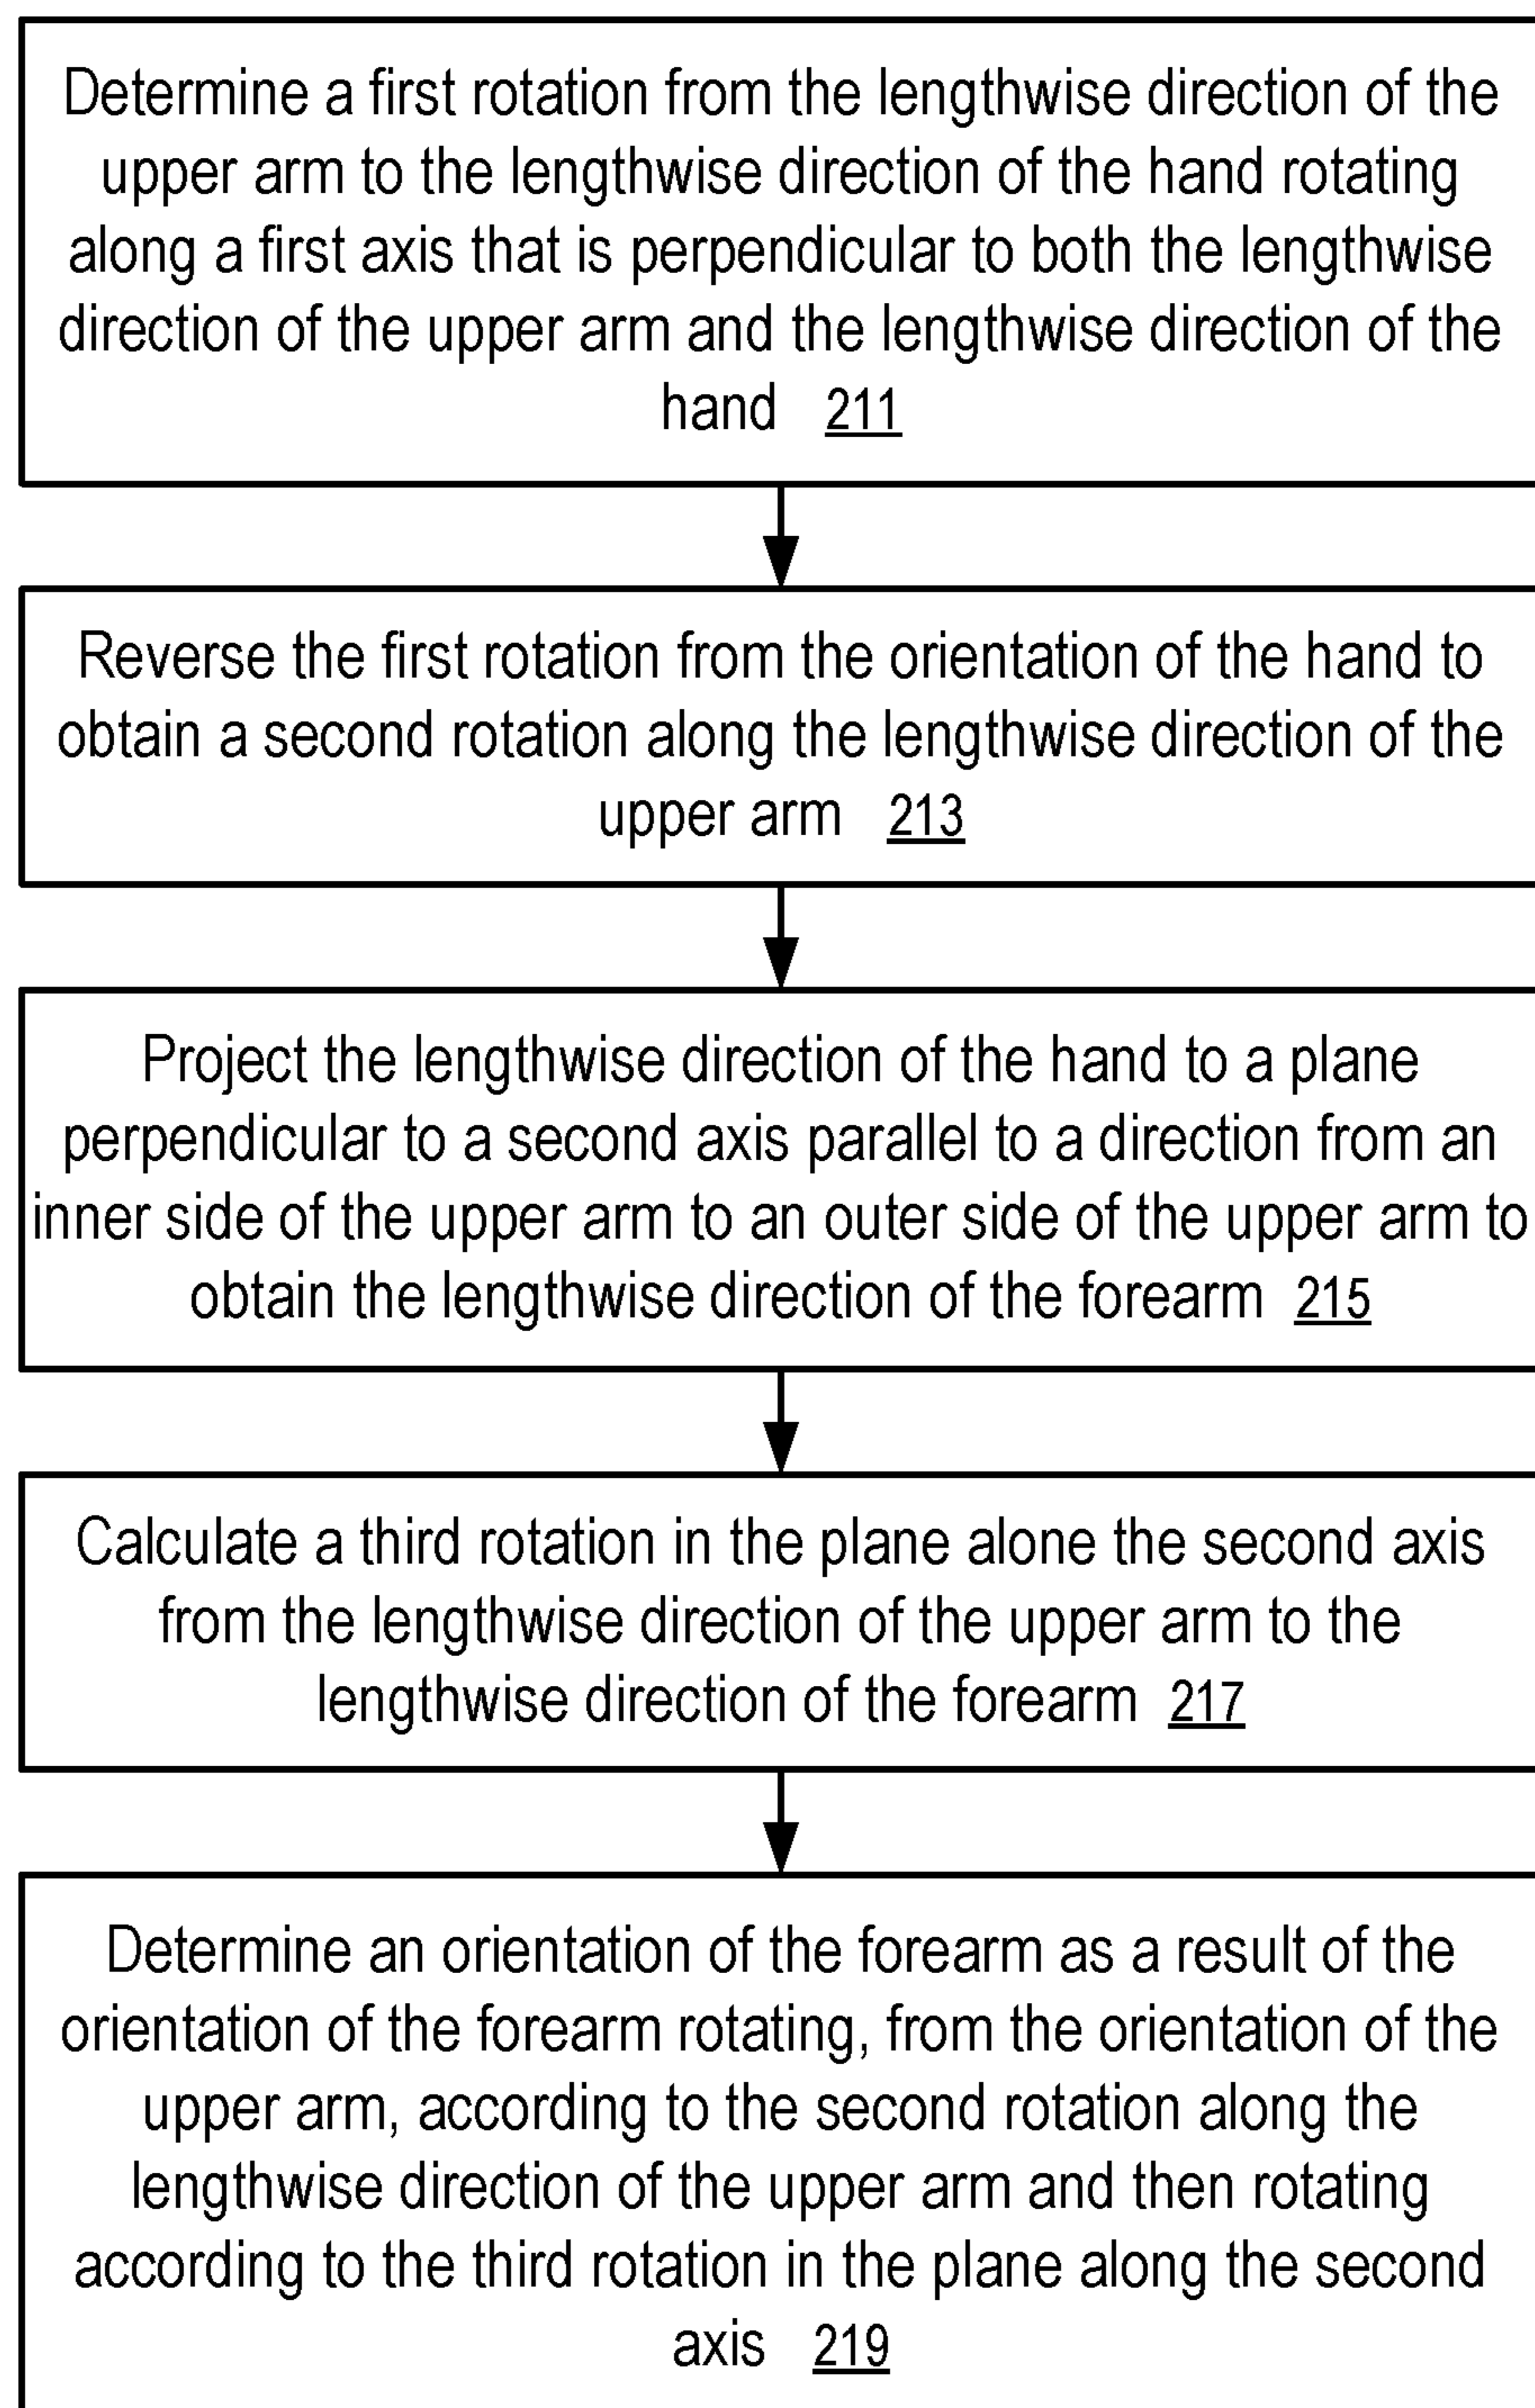 Determine a first rotation from the lengthwise direction of the
upper arm to the lengthwise direction of the hand rotating
along a first axis that is perpendicular to both the lengthwise
direction of the upper arm and the lengthwise direction of the
hand 211
Reverse the first rotation from the orientation of the hand to
obtain a second rotation along the lengthwise direction of the
upper arm 213
Project the lengthwise direction of the hand to a plane
perpendicular to a second axis parallel to a direction from an
inner side of the upper arm to an outer side of the upper arm to
obtain the lengthwise direction of the forearm 215
Calculate a third rotation in the plane alone the second axis
from the lengthwise direction of the upper arm to the
lengthwise direction of the forearm 217
Determine an orientation of the forearm as a result of the
orientation of the forearm rotating, from the orientation of the
upper arm, according to the second rotation along the
lengthwise direction of the upper arm and then rotating
according to the third rotation in the plane along the second
axis 219